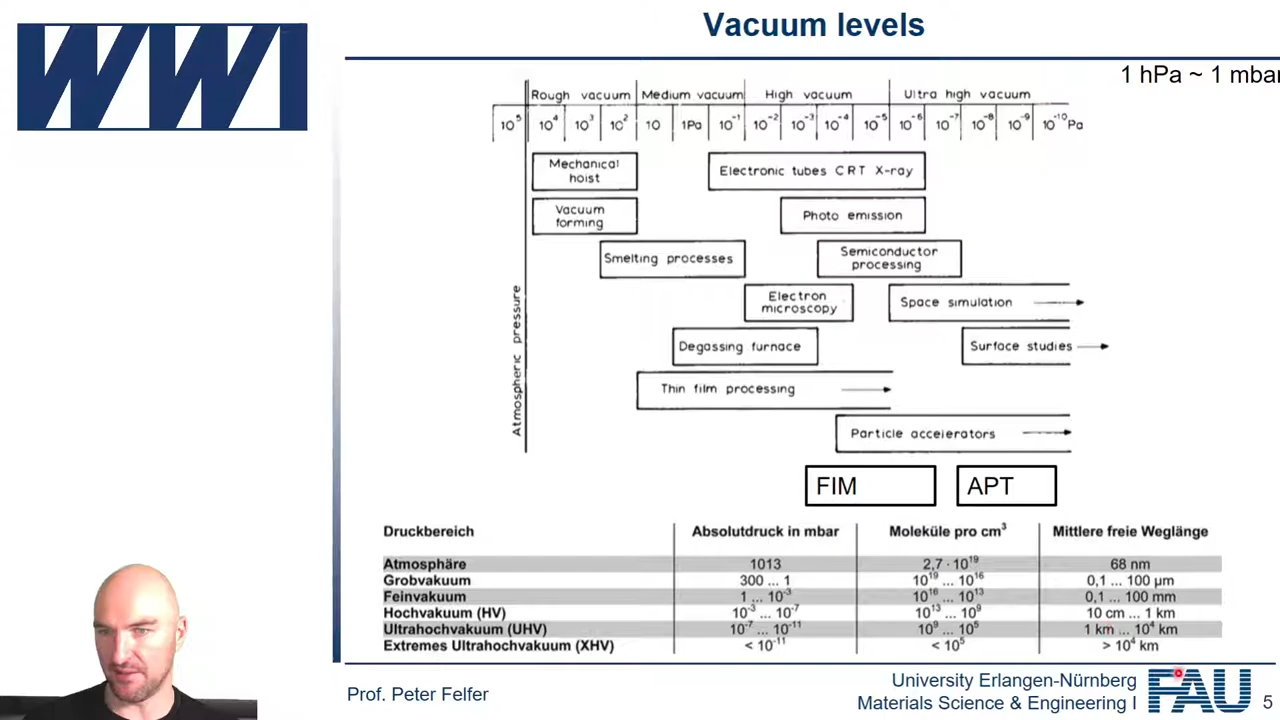 WWI
Vacuum levels
1 hPa ~ 1 mba
Rough vacuum Medium vacuum High vacuum Ultra high vacuum
10⁵ 10⁴ 10³ 10² 10 1Pa 10⁻¹ 10⁻² 10⁻³ 10⁻⁴ 10⁻⁵ 10⁻⁶ 10⁻⁷ 10⁻⁸ 10⁻⁹ 10⁻¹⁰ Pa
Atmospheric pressure
Mechanical
hoist
Electronic tubes CRT X-ray
Vacuum
forming
Photo emission
Smelting processes
Semiconductor
processing
Electron
microscopy
Space simulation
Degassing furnace
Surface studies
Thin film processing
Particle accelerators
FIM
APT
Druckbereich Absolutdruck in mbar Moleküle pro cm³ Mittlere freie Weglänge
Atmosphäre 1013 2,7 · 10¹⁹ 68 nm
Grobvakuum 300 ... 1 10¹⁹ ... 10¹⁶ 0,1 ... 100 µm
Feinvakuum 1 ... 10⁻³ 10¹⁶ ... 10¹³ 0,1 ... 100 mm
Hochvakuum (HV) 10⁻³ ... 10⁻⁷ 10¹³ ... 10⁹ 10 cm ... 1 km
Ultrahochvakuum (UHV) 10⁻⁷ ... 10⁻¹¹ 10⁹ ... 10⁵ 1 km ... 10⁴ km
Extremes Ultrahochvakuum (XHV) < 10⁻¹¹ < 10⁵ > 10⁴ km
Prof. Peter Felfer
University Erlangen-Nürnberg
Materials Science & Engineering I
FAU
5